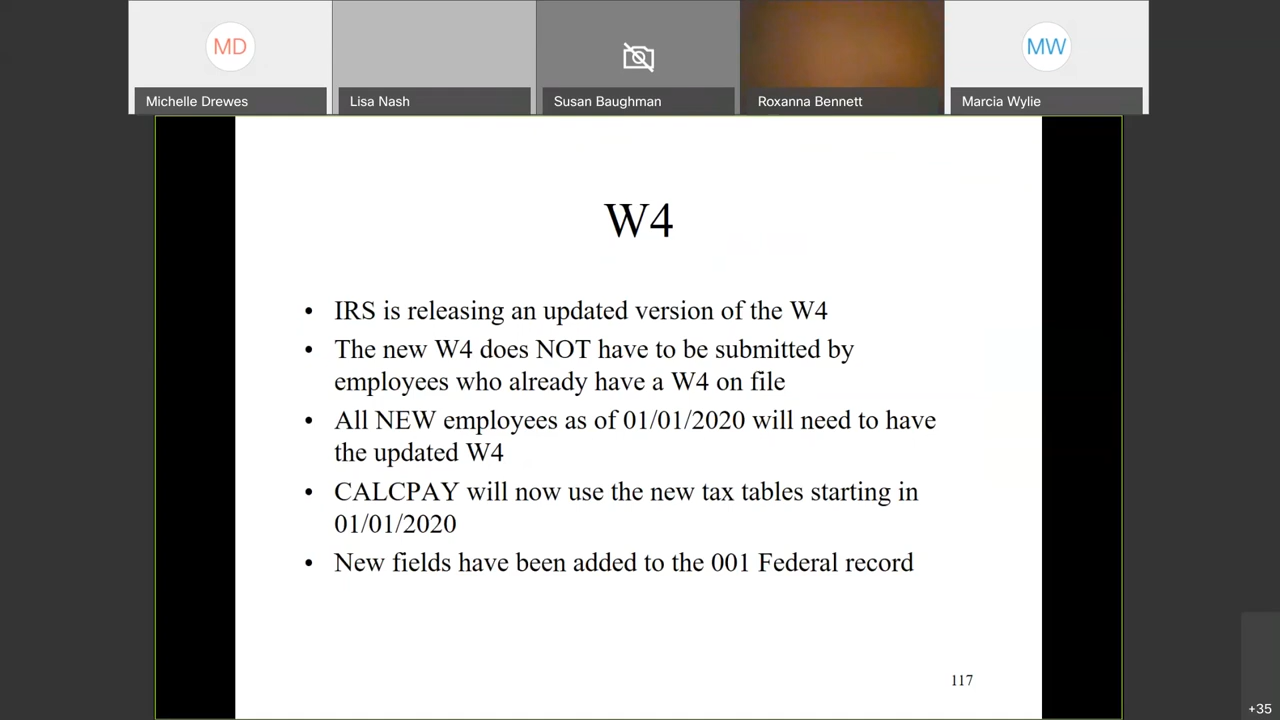 MD
MW
Michelle Drewes
Lisa Nash
Susan Baughman
Roxanna Bennett
Marcia Wylie
W4
• IRS is releasing an updated version of the W4
• The new W4 does NOT have to be submitted by
employees who already have a W4 on file
• All NEW employees as of 01/01/2020 will need to have
the updated W4
• CALCPAY will now use the new tax tables starting in
01/01/2020
• New fields have been added to the 001 Federal record
117
+35